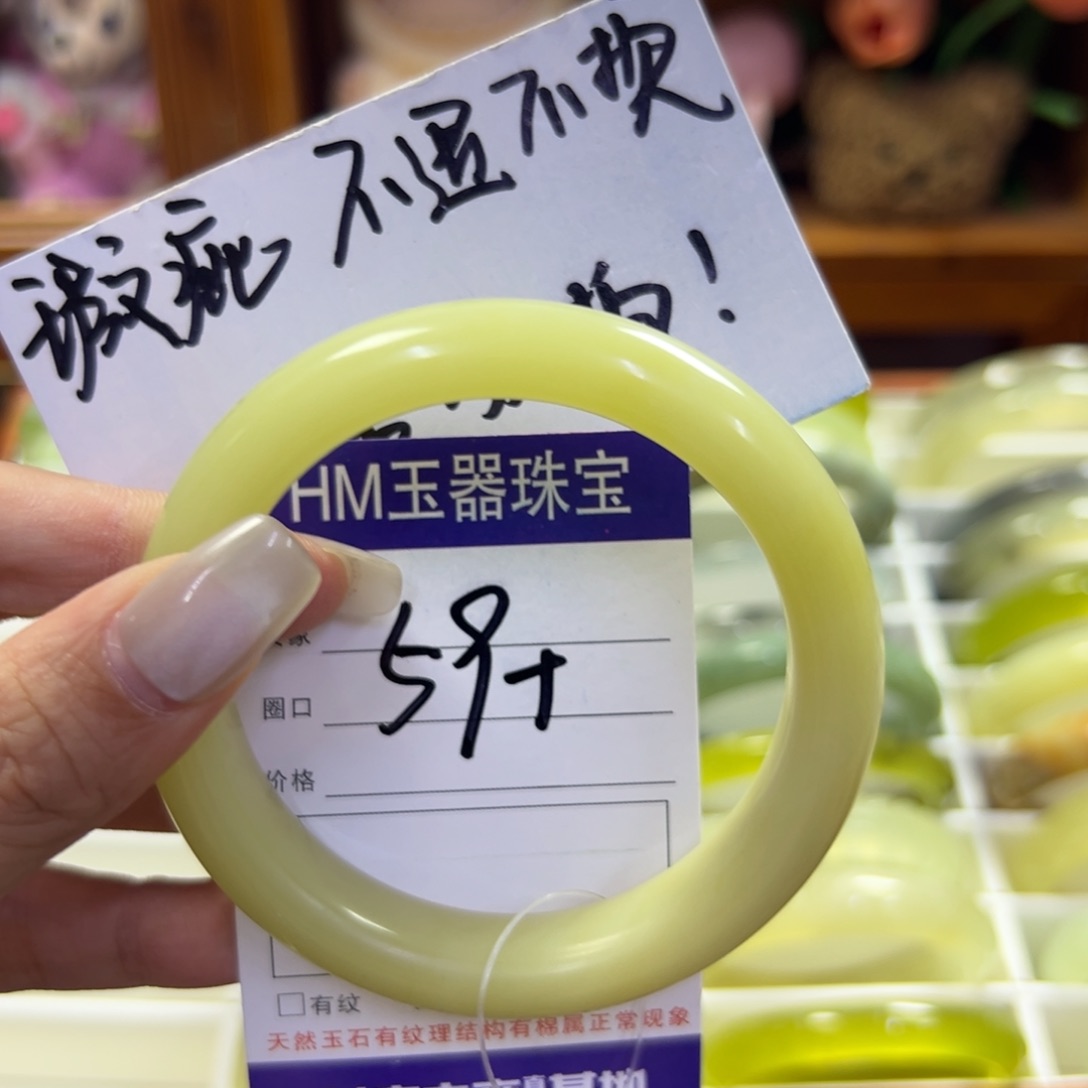 瑕疵 不退不换
拍！
HM玉器珠宝
59+
圈口
价格
□有纹
天然玉石有纹理结构有棉属正常现象